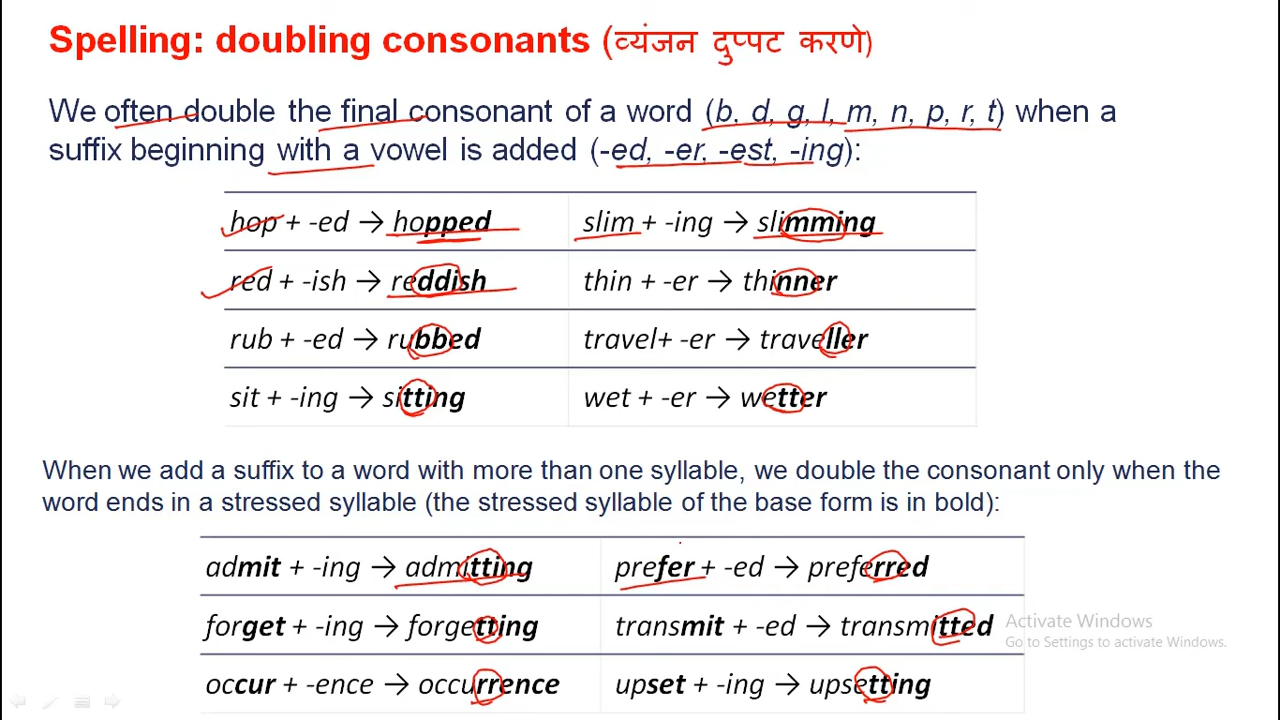 Spelling: doubling consonants (व्यंजन दुप्पट करणे)
We often double the final consonant of a word (b, d, g, l, m, n, p, r, t) when a
suffix beginning with a vowel is added (-ed, -er, -est, -ing):
hop + -ed → hopped slim + -ing → slimming
red + -ish → reddish thin + -er → thinner
rub + -ed → rubbed travel+ -er → traveller
sit + -ing → sitting wet + -er → wetter
When we add a suffix to a word with more than one syllable, we double the consonant only when the
word ends in a stressed syllable (the stressed syllable of the base form is in bold):
admit + -ing → admitting prefer + -ed → preferred
forget + -ing → forgetting transmit + -ed → transmitted
occur + -ence → occurrence upset + -ing → upsetting
Activate Windows
Go to Settings to activate Windows.